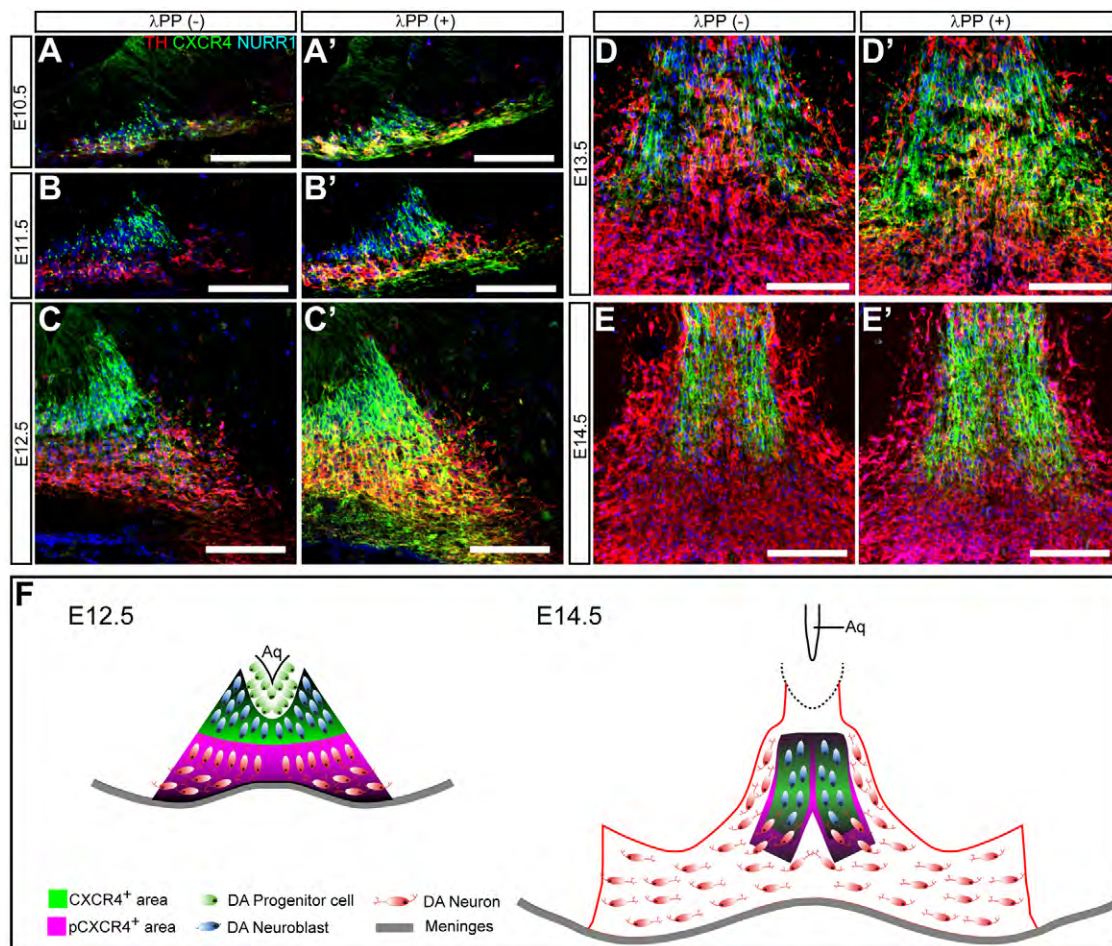 λPP (-)
λPP (+)
λPP (-)
λPP (+)
E10.5
A
TH CXCR4 NURR1
A'
E11.5
B
B'
E12.5
C
C'
E13.5
D
D'
E14.5
E
E'
F
E12.5
Aq
E14.5
Aq
CXCR4+ area
DA Progenitor cell
DA Neuron
pCXCR4+ area
DA Neuroblast
Meninges